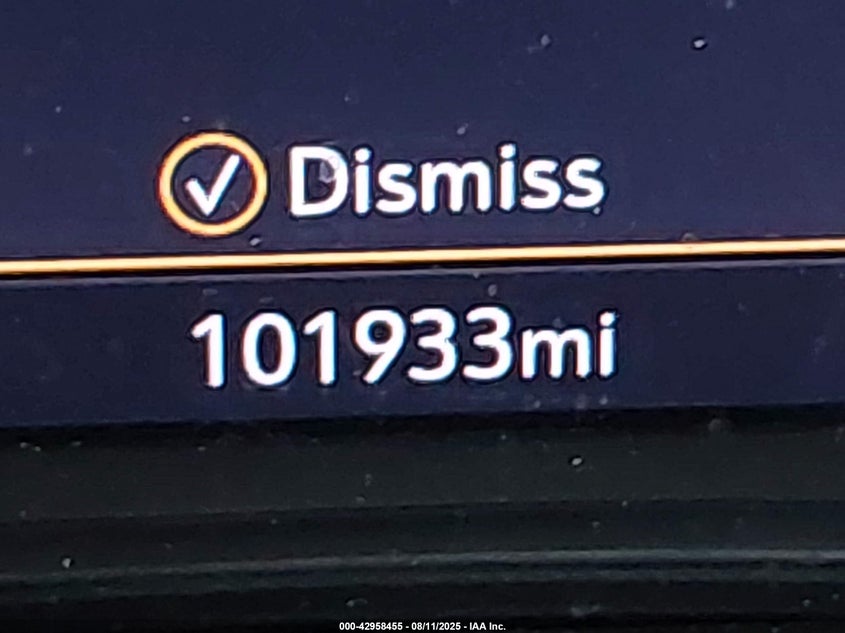 Dismiss
101933mi
000-42958455 - 08/11/2025 - IAA Inc.